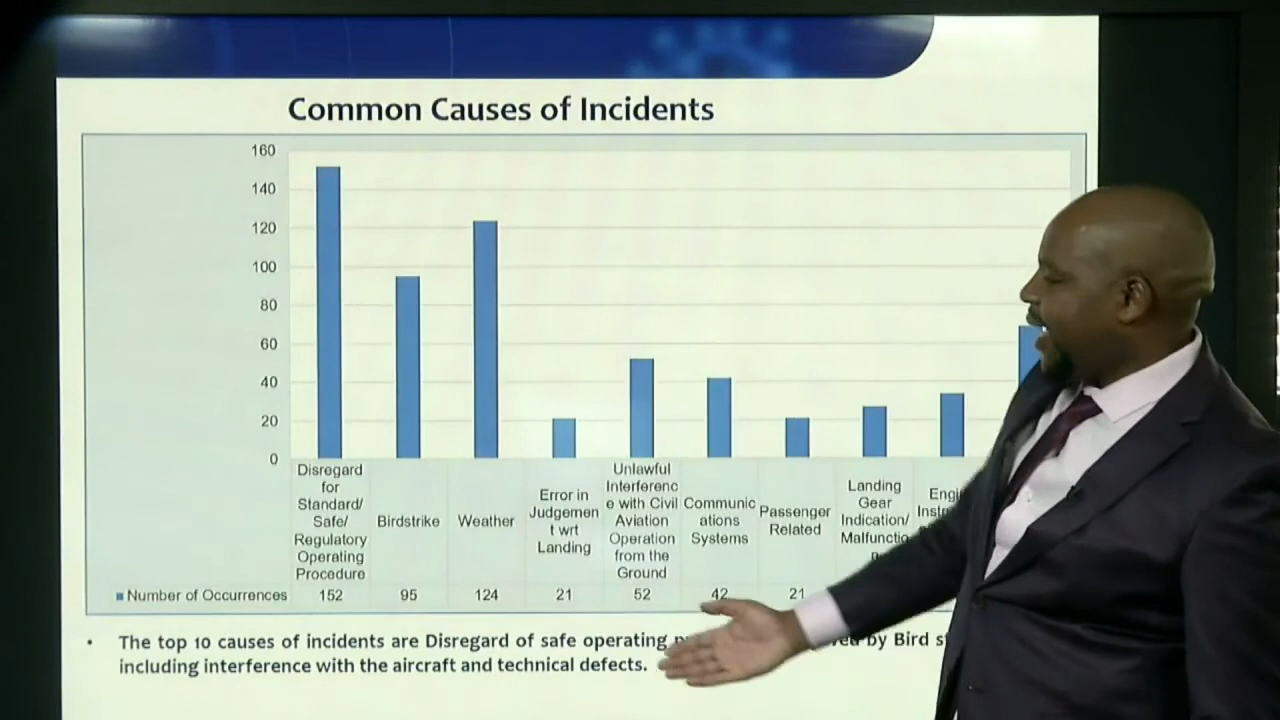 Common Causes of Incidents
160
140
120
100
80
60
40
20
0
Disregard
for
Standard/
Safe/
Regulatory
Operating
Procedure
Birdstrike
Weather
Error in
Judgemen
t wrt
Landing
Unlawful
Interferenc
e with Civil
Aviation
Operation
from the
Ground
Communic
ations
Systems
Passenger
Related
Landing
Gear
Indication/
Malfunctio
Number of Occurrences 152 95 124 21 52 42 21
• The top 10 causes of incidents are Disregard of safe operating by Bird
including interference with the aircraft and technical defects.